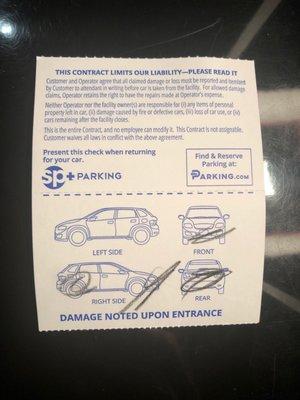 THIS CONTRACT LIMITS OUR LIABILITY—PLEASE READ IT
Customer and Operator agree that all claimed damage or loss must be reported and itemized
by Customer to attendant in writing before car is taken from the facility. For allowed damage
claims, Operator retains the right to have the repairs made at Operator's expense.
Neither Operator nor the facility owner(s) are responsible for (i) any items of personal
property left in car, (ii) damage caused by fire or defective cars, (iii) loss of car use, or (iv)
cars remaining after the facility closes.
This is the entire Contract, and no employee can modify it. This Contract is not assignable.
Customer waives all laws in conflict with the above agreement.
Present this check when returning
for your car.
sp+ PARKING
Find & Reserve
Parking at:
PARKING.COM
LEFT SIDE
FRONT
RIGHT SIDE
REAR
DAMAGE NOTED UPON ENTRANCE